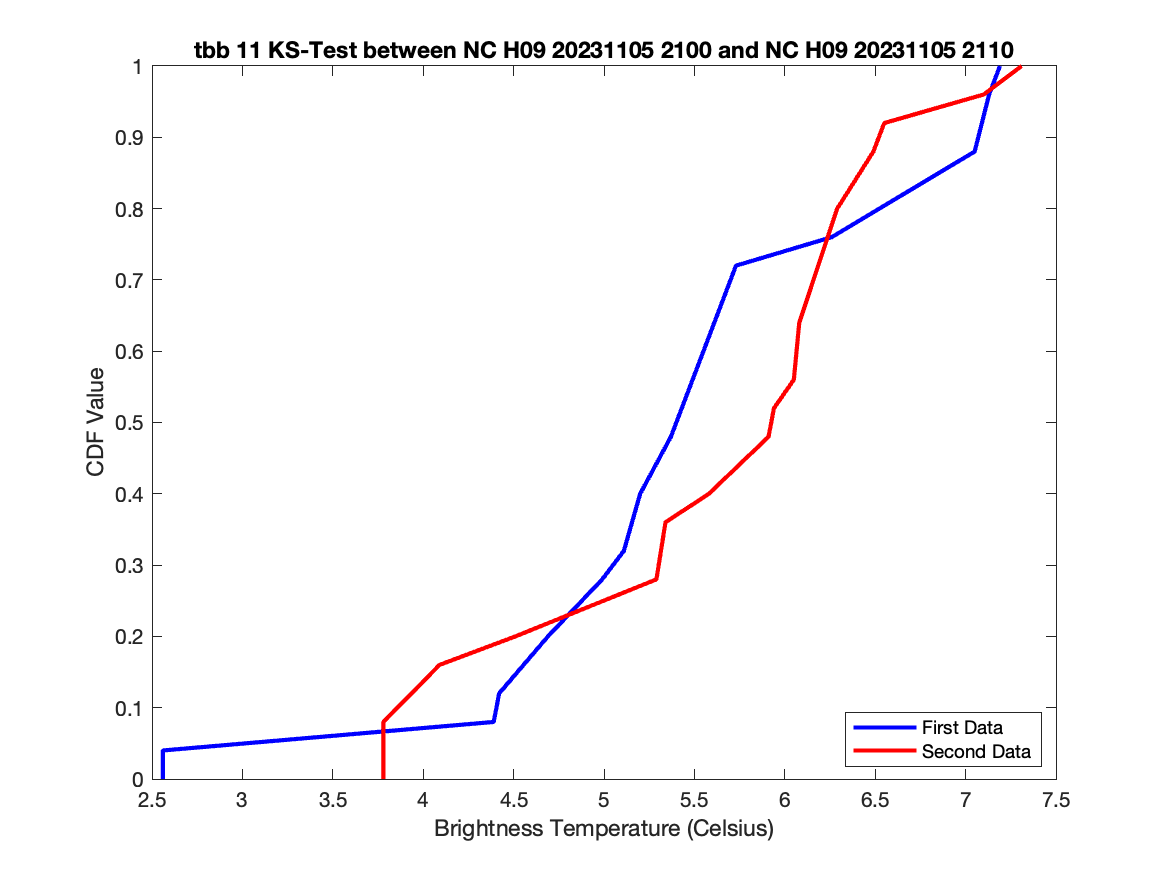 tbb 11 KS-Test between NC H09 20231105 2100 and NC H09 20231105 2110
1
0.9
0.8
0.7
0.6
0.5
0.4
0.3
0.2
0.1
0
CDF Value
First Data
Second Data
2.5 3 3.5 4 4.5 5 5.5 6 6.5 7 7.5
Brightness Temperature (Celsius)